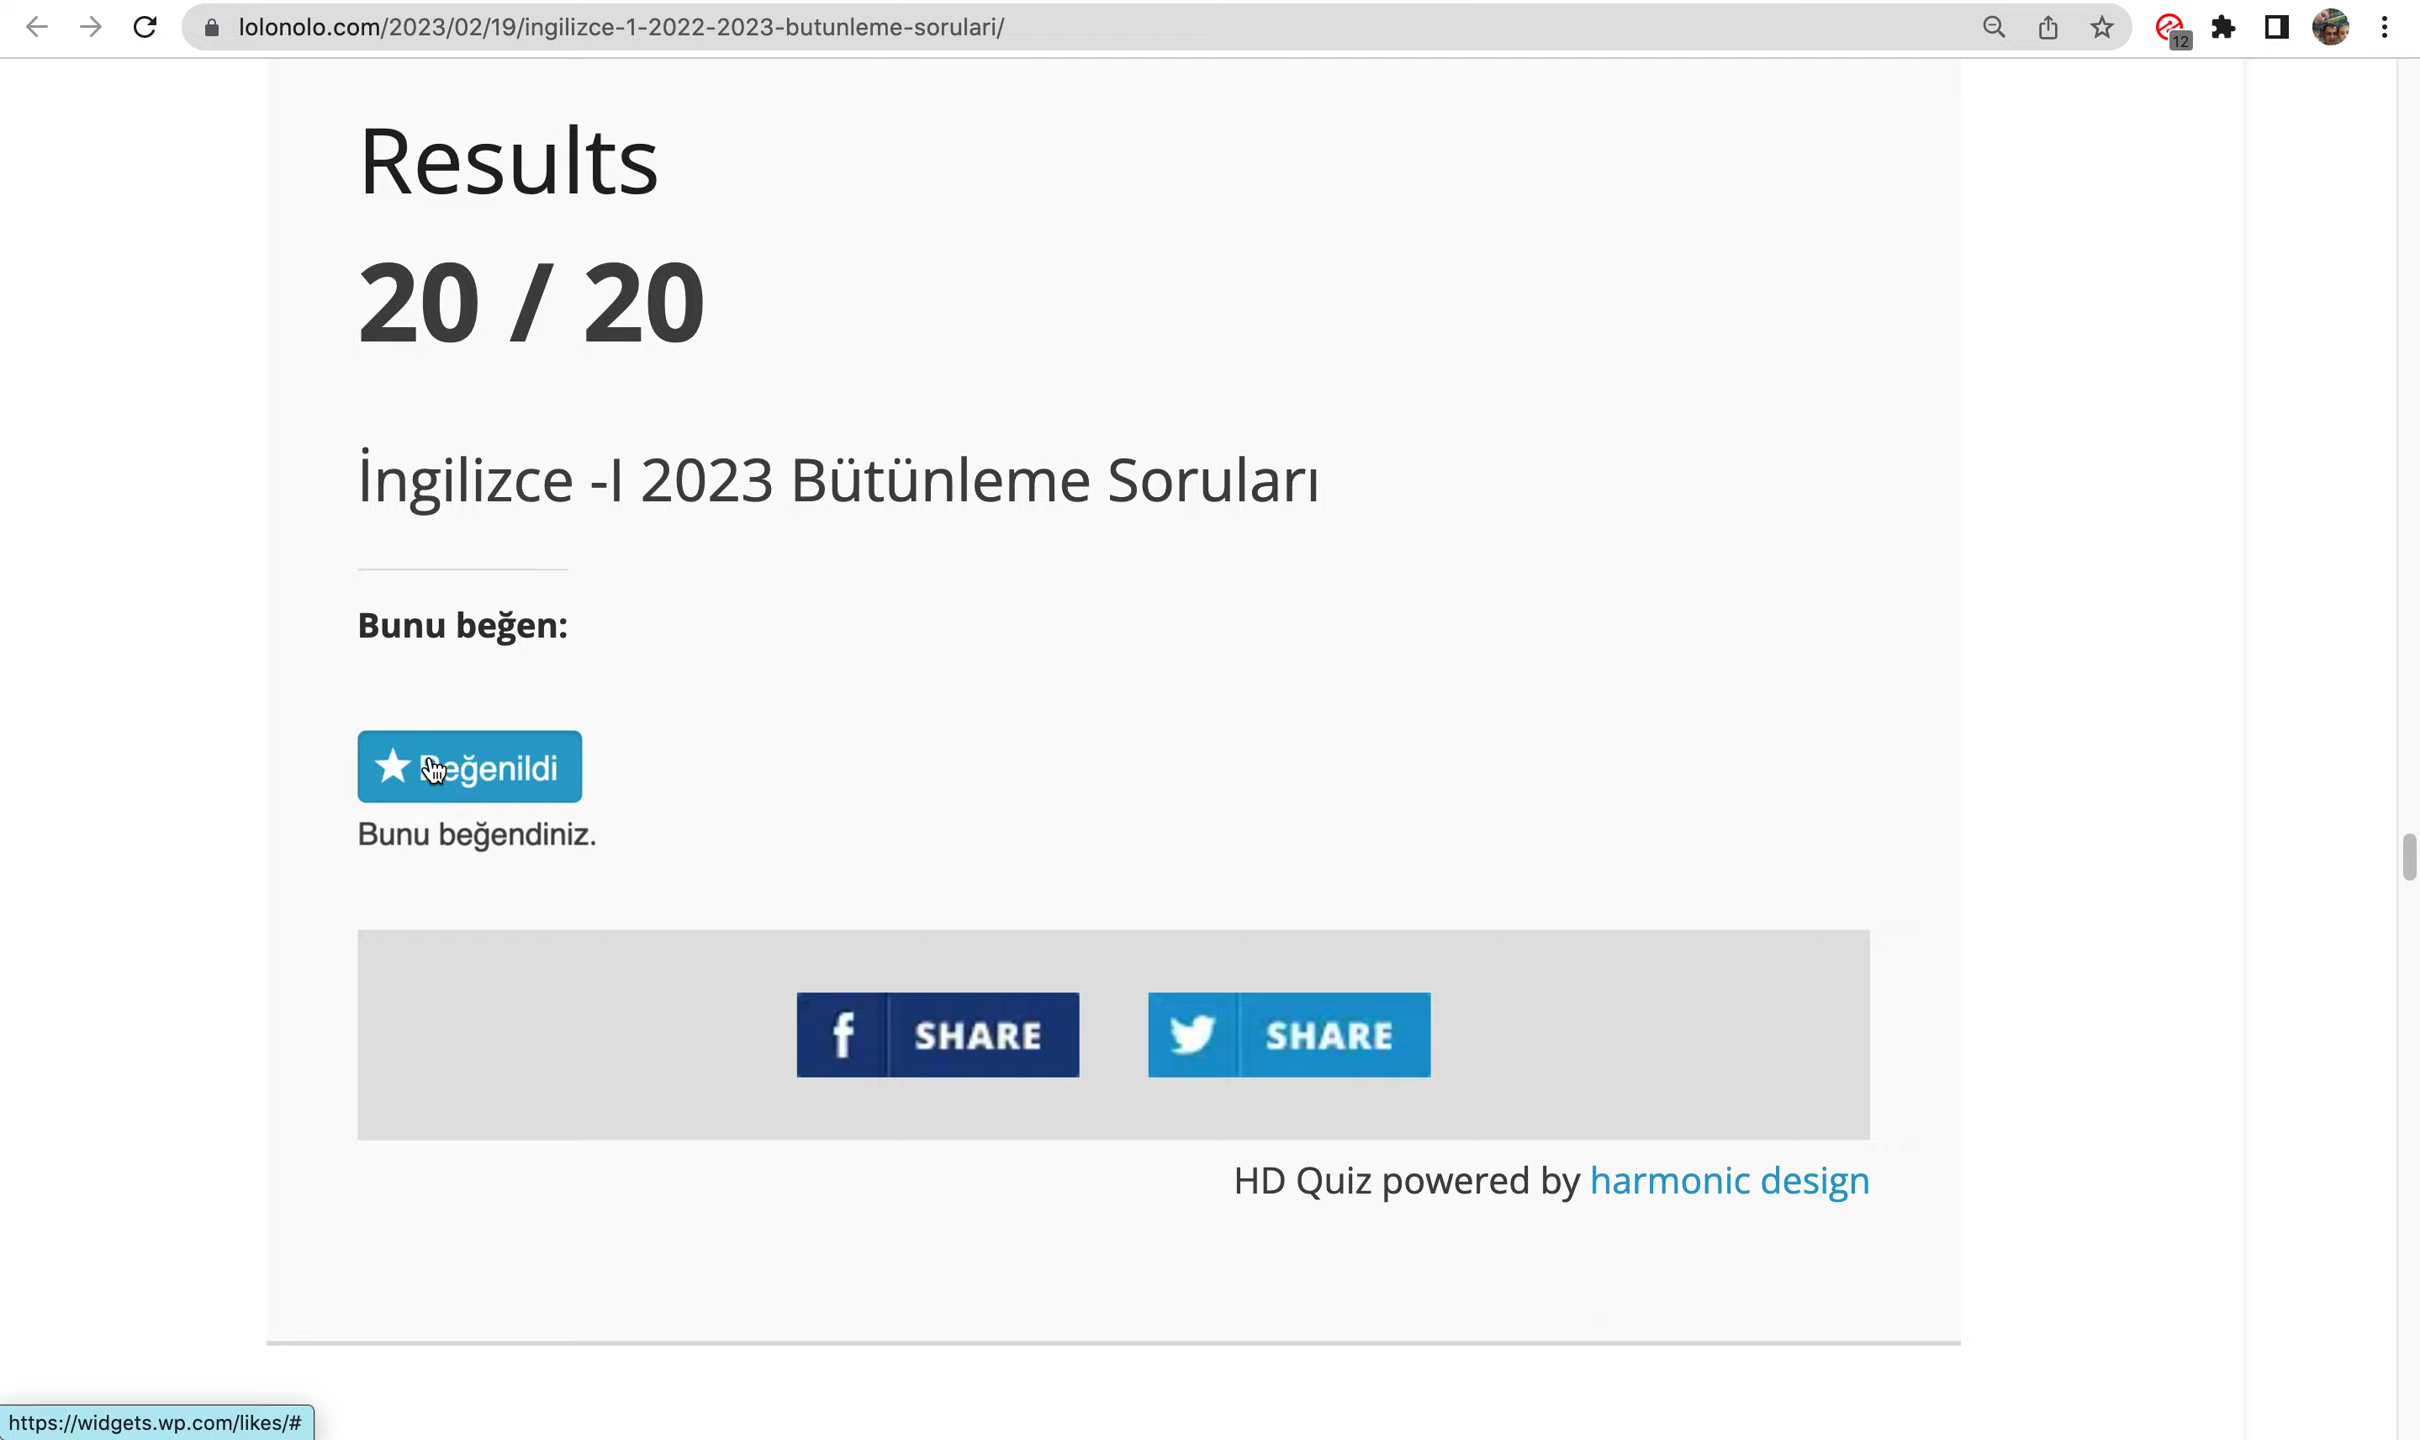 lolonolo.com/2023/02/19/ingilizce-1-2022-2023-butunleme-sorulari/
12
Results
20 / 20
İngilizce -I 2023 Bütünleme Soruları
Bunu beğen:
Beğenildi
Bunu beğendiniz.
f SHARE
SHARE
HD Quiz powered by harmonic design
https://widgets.wp.com/likes/#